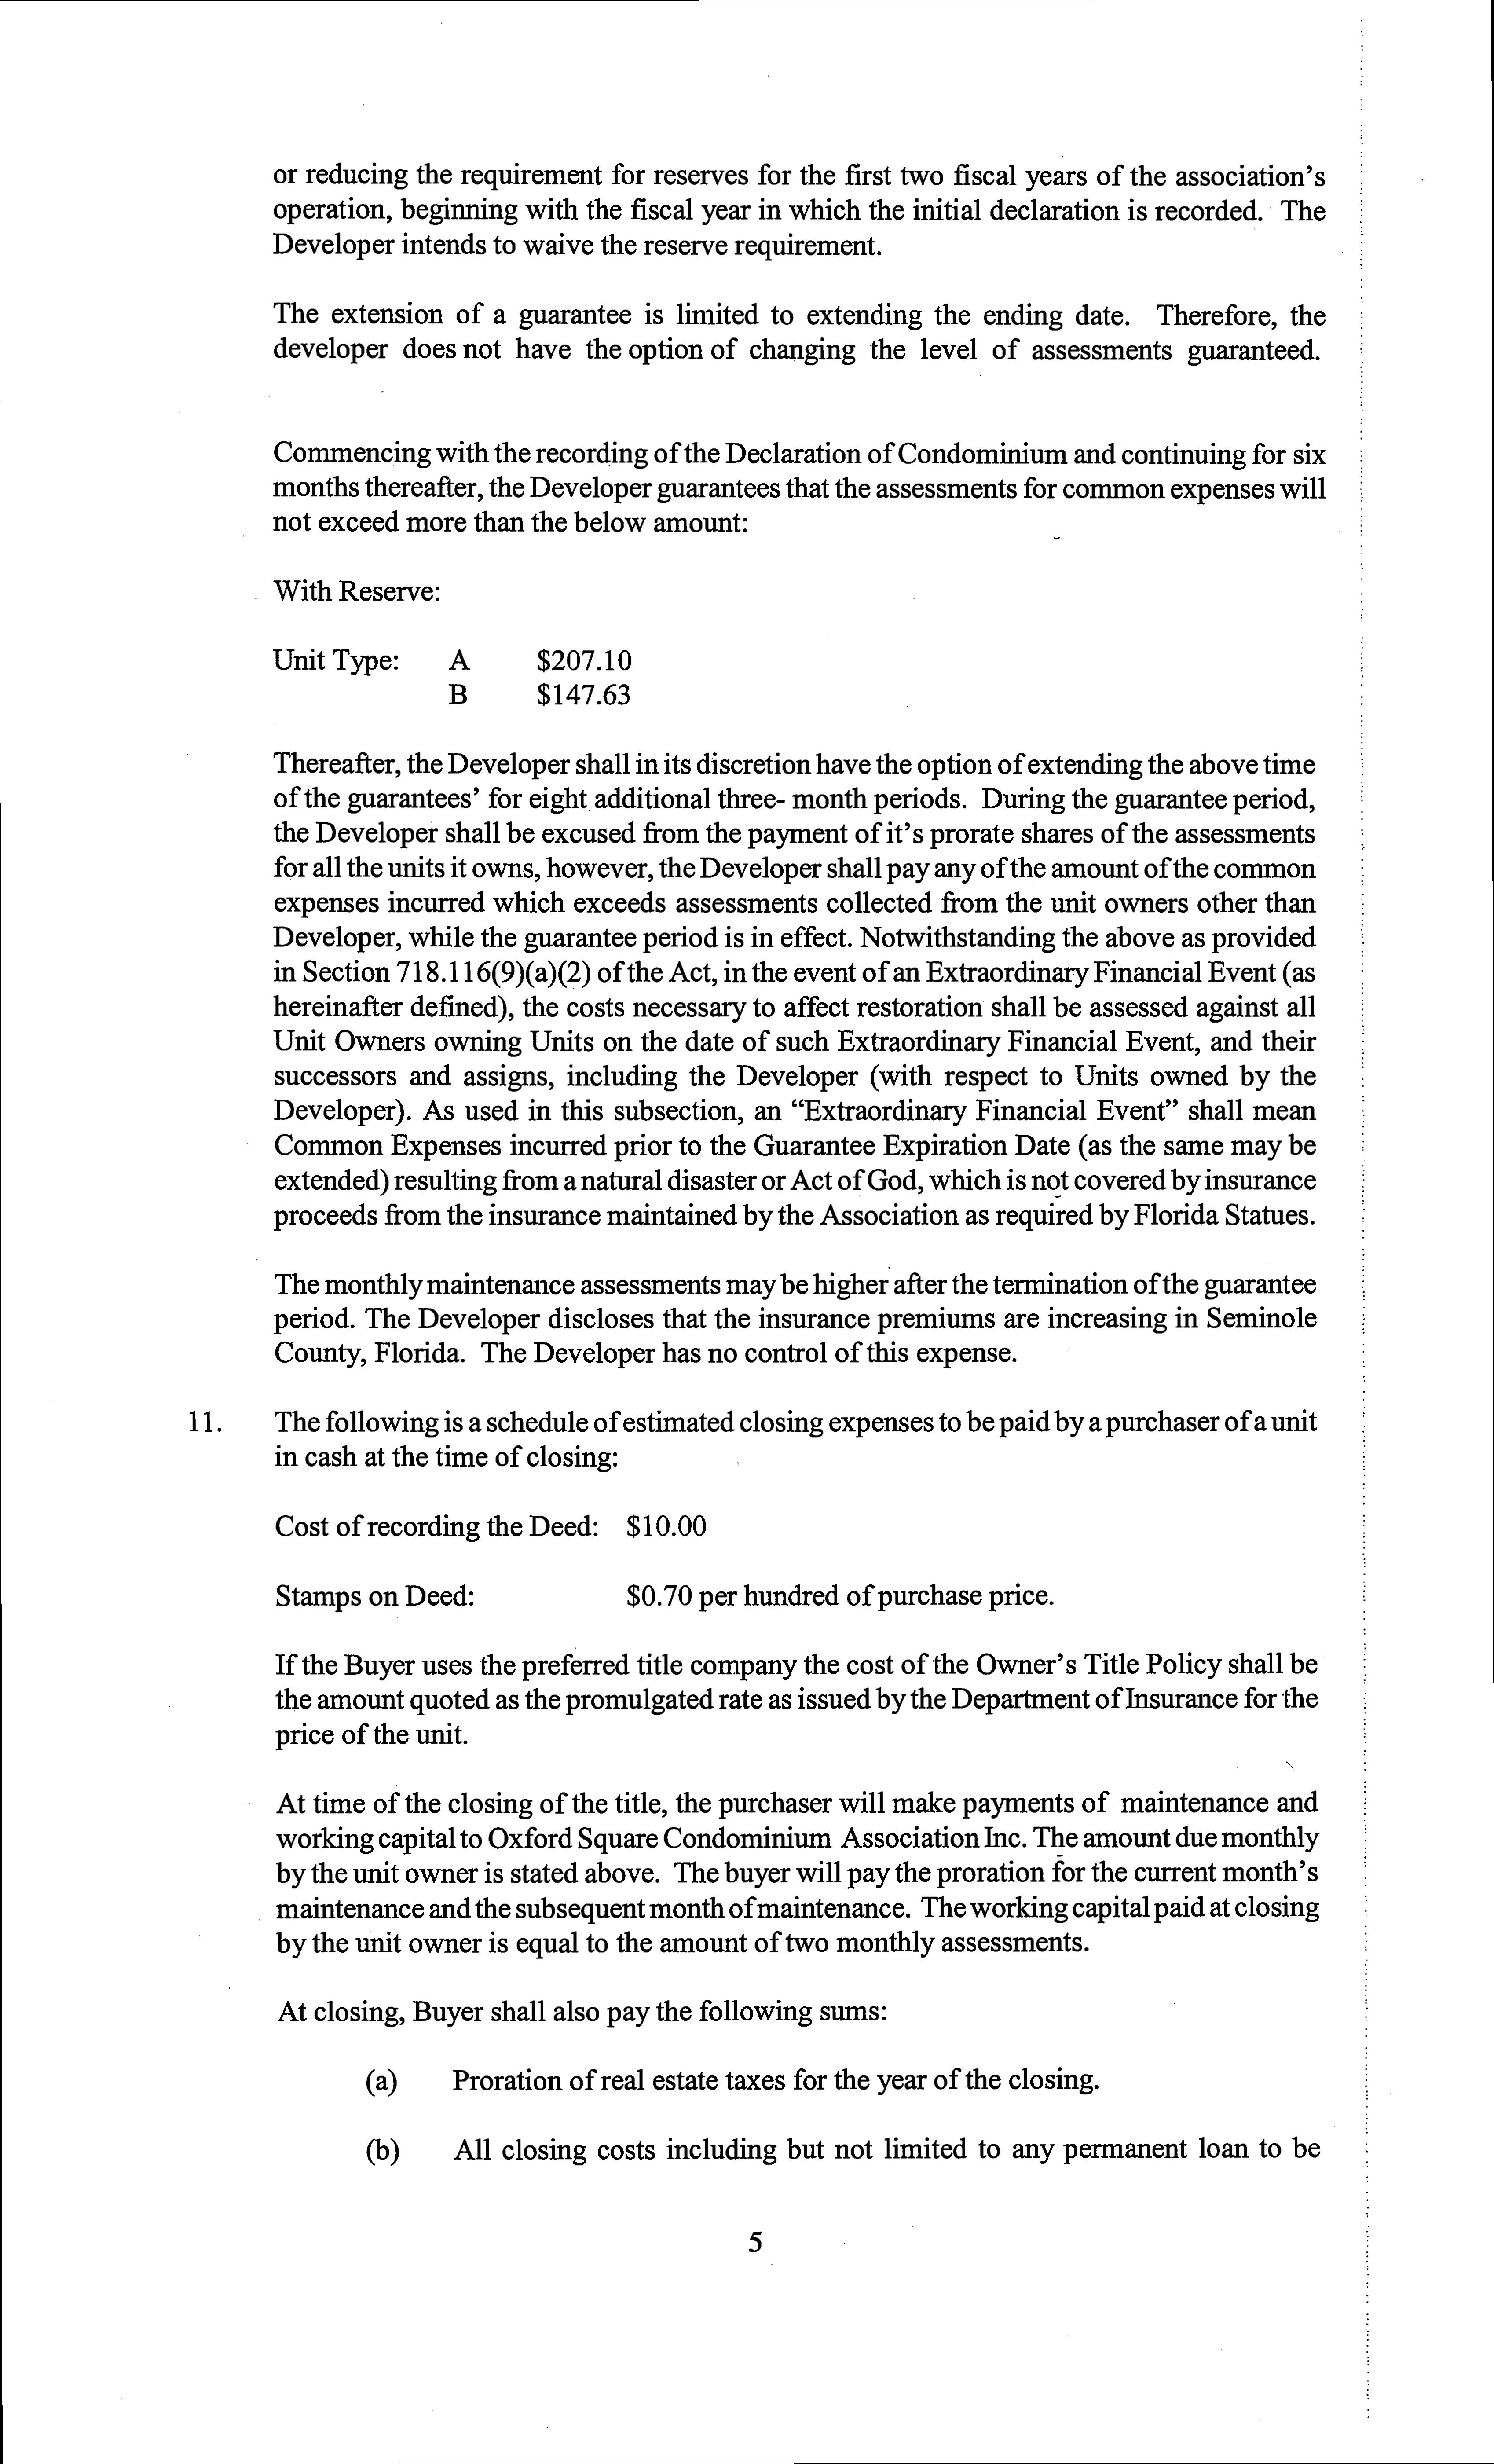 or reducing the requirement for reserves for the first two fiscal years of the association's
operation, beginning with the fiscal year in which the initial declaration is recorded. The
Developer intends to waive the reserve requirement.
The extension of a guarantee is limited to extending the ending date. Therefore, the
developer does not have the option of changing the level of assessments guaranteed.
Commencing with the recording of the Declaration of Condominium and continuing for six
months thereafter, the Developer guarantees that the assessments for common expenses will
not exceed more than the below amount:
With Reserve:
Unit Type: A $207.10
B $147.63
Thereafter, the Developer shall in its discretion have the option of extending the above time
of the guarantees' for eight additional three- month periods. During the guarantee period,
the Developer shall be excused from the payment of it's prorate shares of the assessments
for all the units it owns, however, the Developer shall pay any of the amount of the common
expenses incurred which exceeds assessments collected from the unit owners other than
Developer, while the guarantee period is in effect. Notwithstanding the above as provided
in Section 718.116(9)(a)(2) of the Act, in the event of an Extraordinary Financial Event (as
hereinafter defined), the costs necessary to affect restoration shall be assessed against all
Unit Owners owning Units on the date of such Extraordinary Financial Event, and their
successors and assigns, including the Developer (with respect to Units owned by the
Developer). As used in this subsection, an “Extraordinary Financial Event” shall mean
Common Expenses incurred prior to the Guarantee Expiration Date (as the same may be
extended) resulting from a natural disaster or Act of God, which is not covered by insurance
proceeds from the insurance maintained by the Association as required by Florida Statues.
The monthly maintenance assessments may be higher after the termination of the guarantee
period. The Developer discloses that the insurance premiums are increasing in Seminole
County, Florida. The Developer has no control of this expense.
11. The following is a schedule of estimated closing expenses to be paid by a purchaser of a unit
in cash at the time of closing:
Cost of recording the Deed: $10.00
Stamps on Deed: $0.70 per hundred of purchase price.
If the Buyer uses the preferred title company the cost of the Owner's Title Policy shall be
the amount quoted as the promulgated rate as issued by the Department of Insurance for the
price of the unit.
At time of the closing of the title, the purchaser will make payments of maintenance and
working capital to Oxford Square Condominium Association Inc. The amount due monthly
by the unit owner is stated above. The buyer will pay the proration for the current month's
maintenance and the subsequent month of maintenance. The working capital paid at closing
by the unit owner is equal to the amount of two monthly assessments.
At closing, Buyer shall also pay the following sums:
(a) Proration of real estate taxes for the year of the closing.
(b) All closing costs including but not limited to any permanent loan to be
5